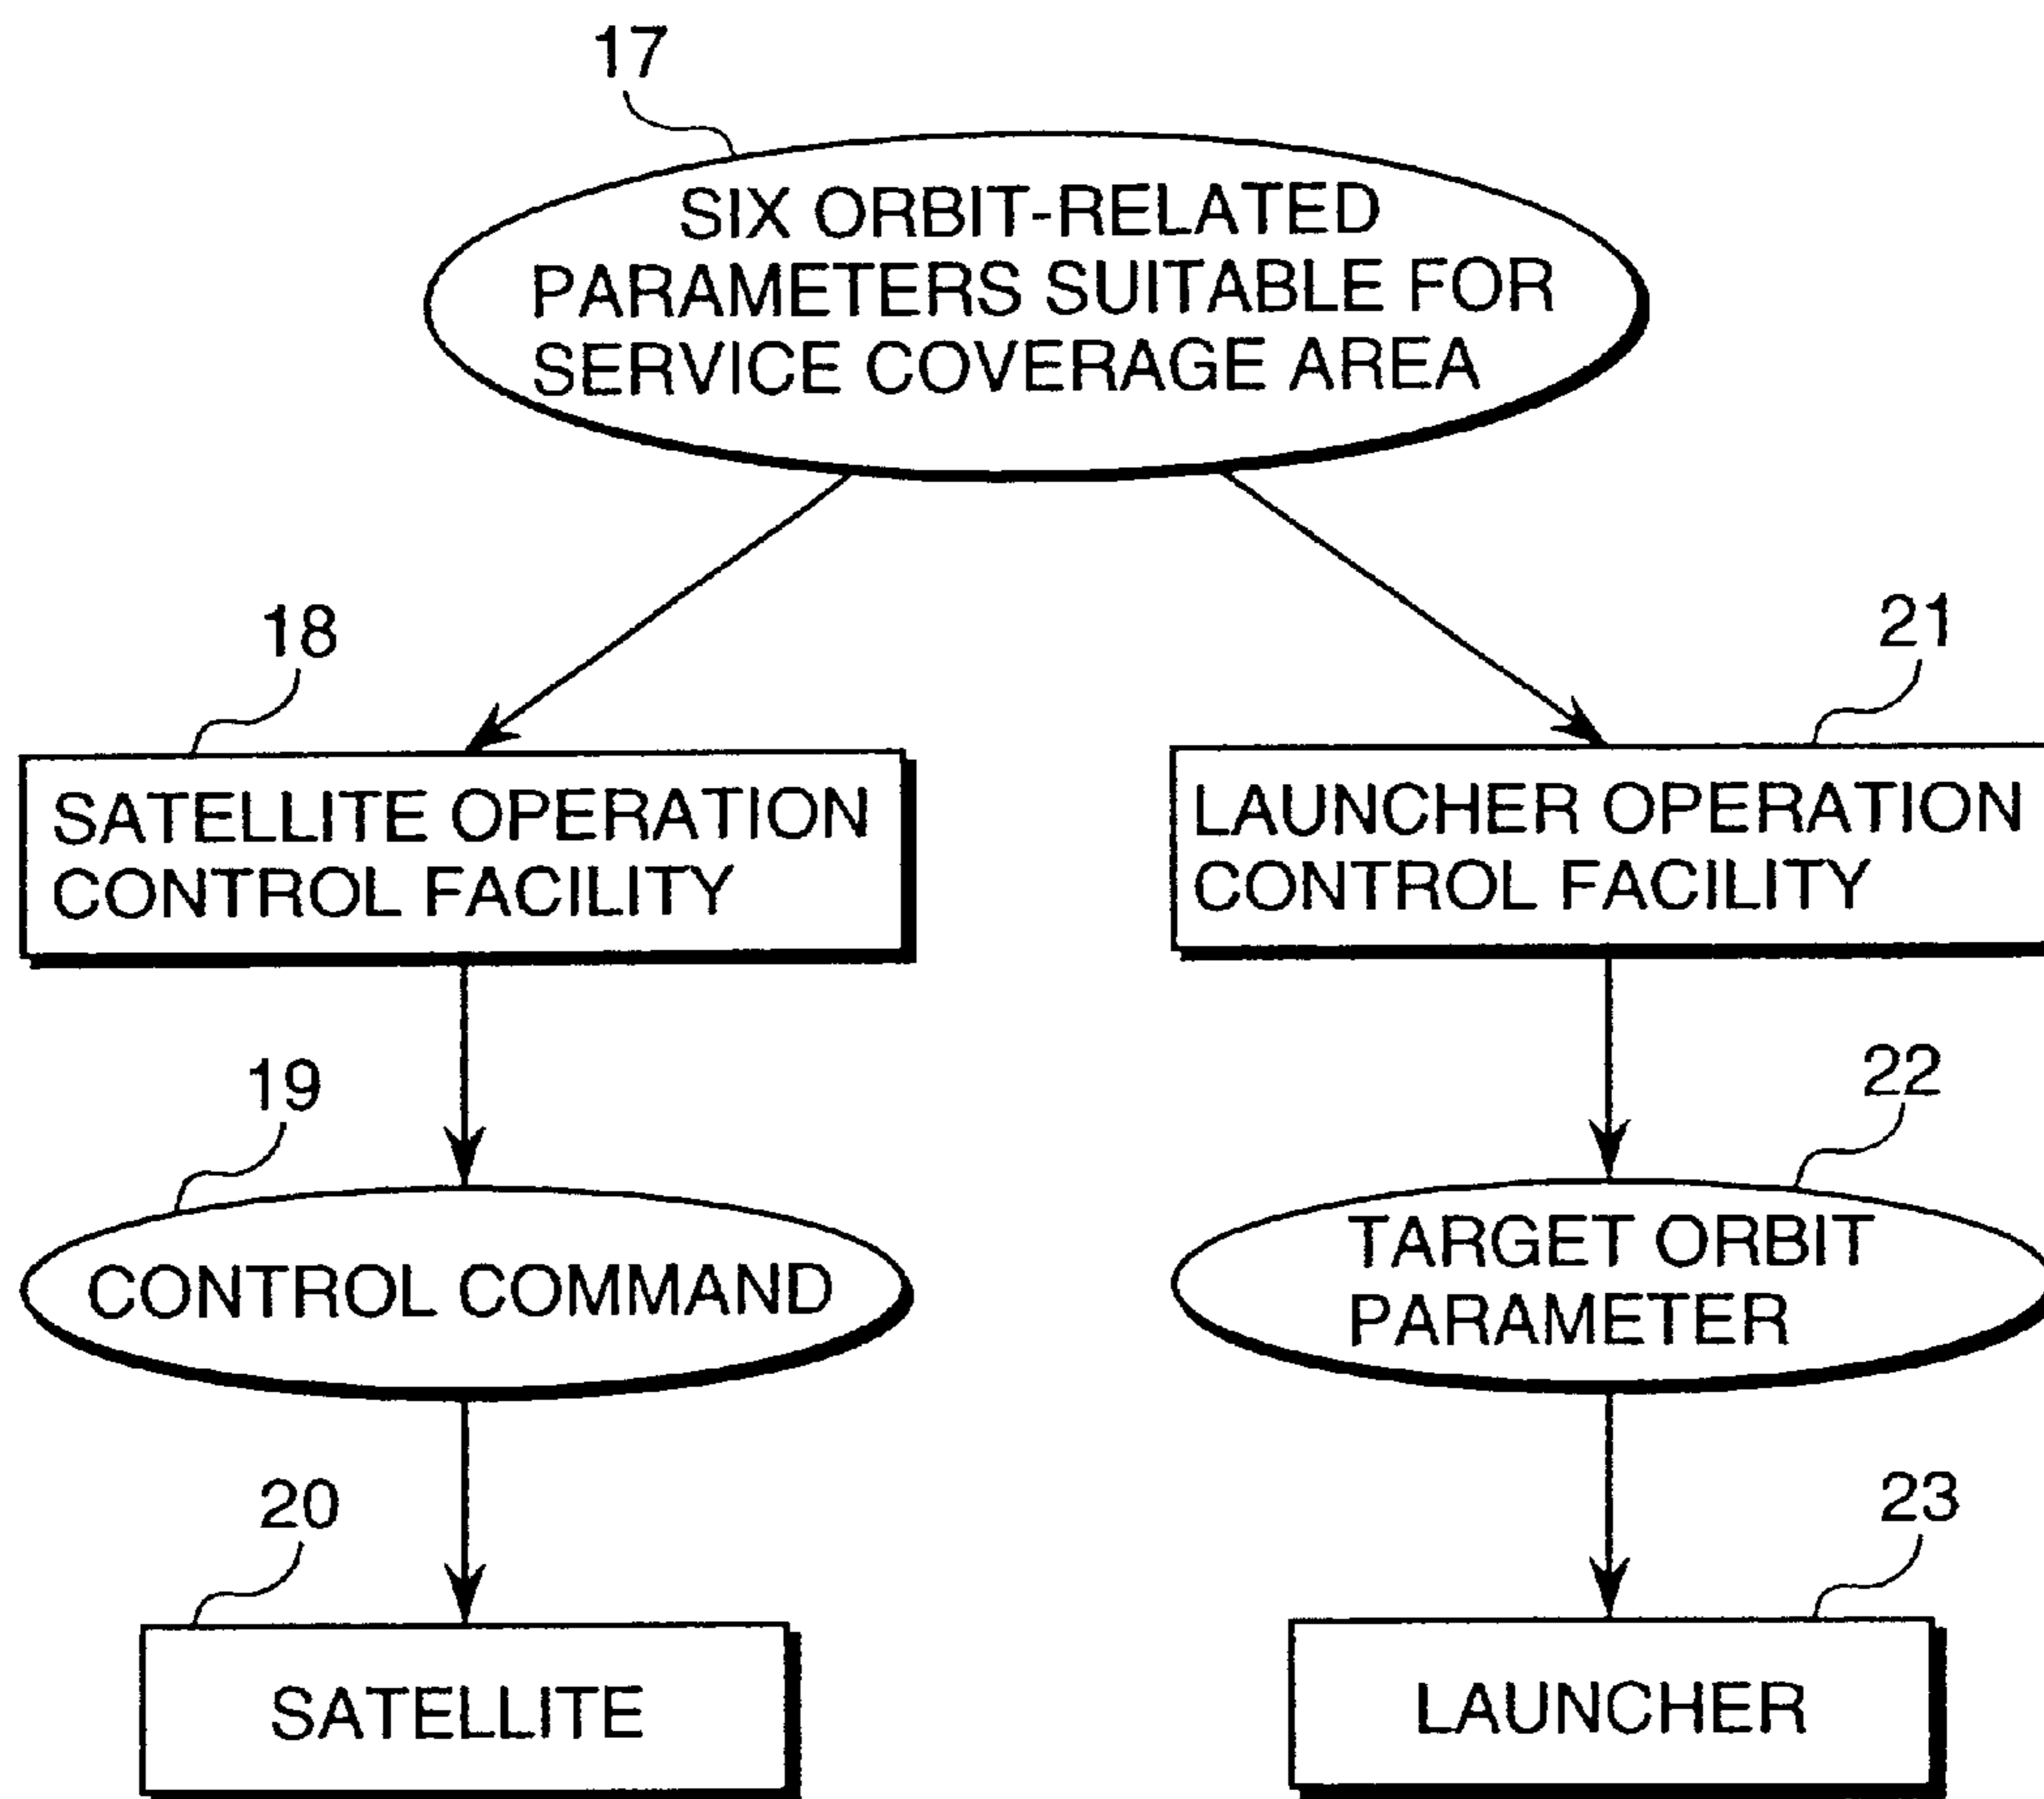 17
SIX ORBIT-RELATED
PARAMETERS SUITABLE FOR
SERVICE COVERAGE AREA
18
SATELLITE OPERATION
CONTROL FACILITY
19
CONTROL COMMAND
20
SATELLITE
21
LAUNCHER OPERATION
CONTROL FACILITY
22
TARGET ORBIT
PARAMETER
23
LAUNCHER